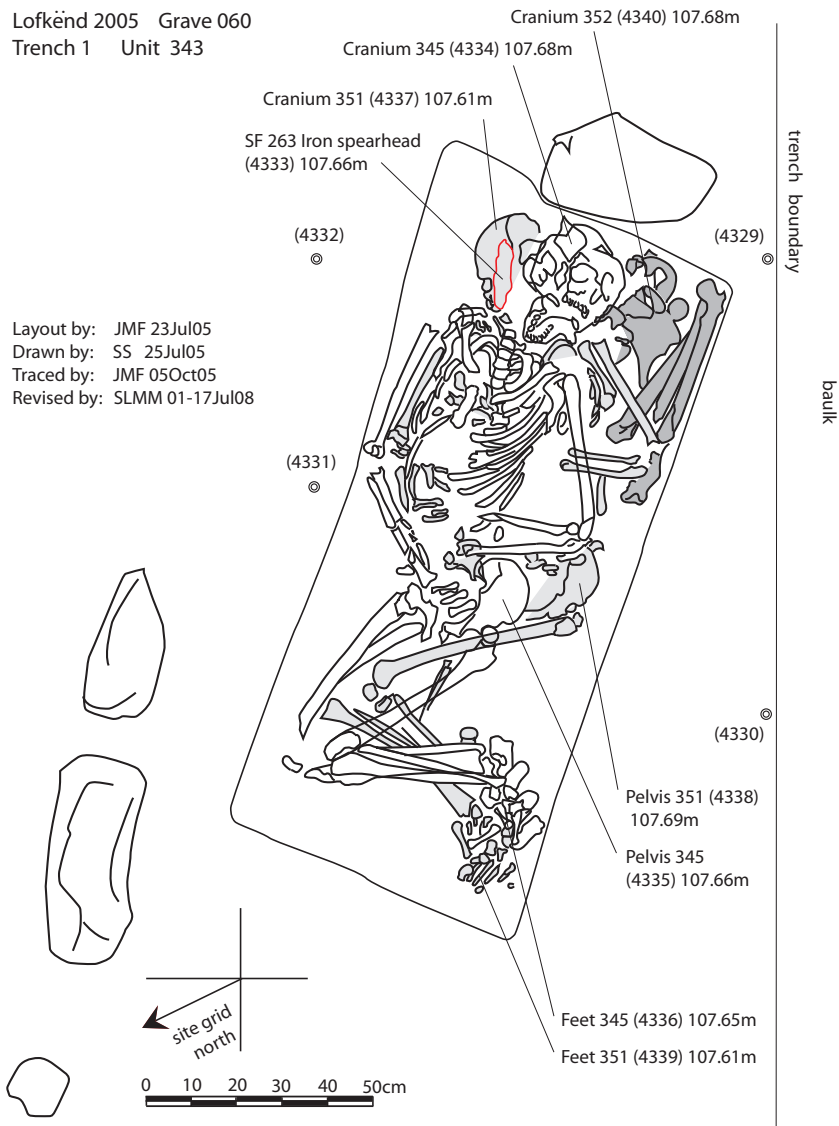 Lofkënd 2005 Grave 060
Trench 1 Unit 343
Cranium 352 (4340) 107.68m
Cranium 345 (4334) 107.68m
Cranium 351 (4337) 107.61m
SF 263 Iron spearhead
(4333) 107.66m
trench boundary
(4332)
(4329)
Layout by: JMF 23Jul05
Drawn by: SS 25Jul05
Traced by: JMF 05Oct05
Revised by: SLMM 01-17Jul08
baulk
(4331)
(4330)
Pelvis 351 (4338)
107.69m
Pelvis 345
(4335) 107.66m
site grid
north
Feet 345 (4336) 107.65m
Feet 351 (4339) 107.61m
0 10 20 30 40 50cm